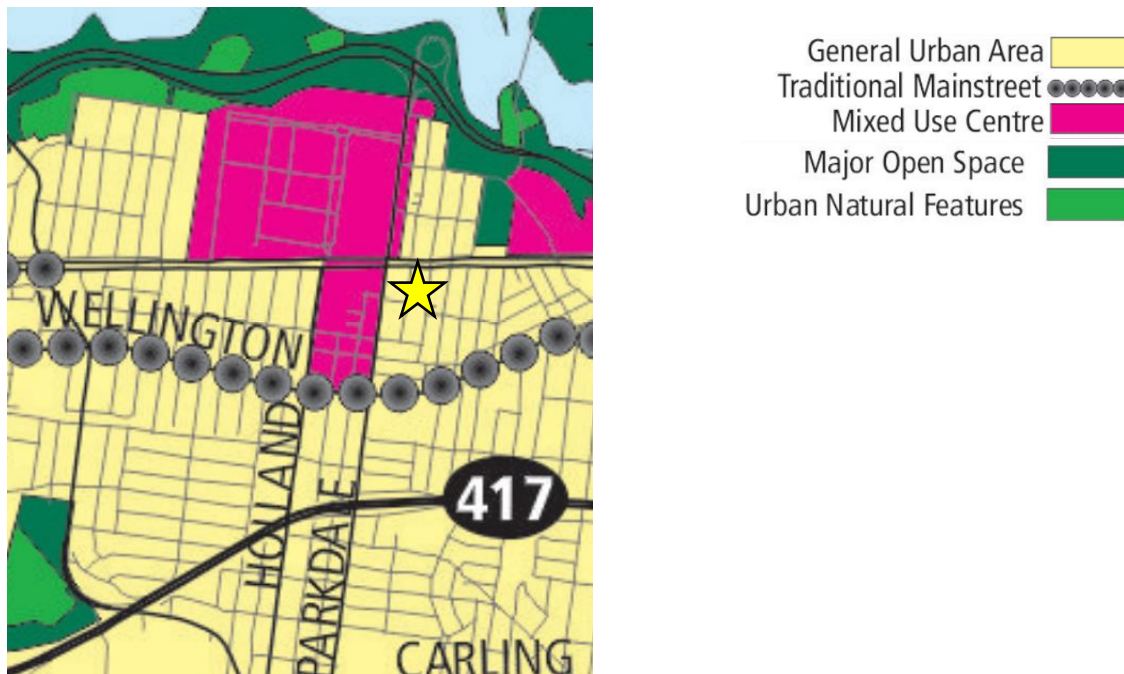 General Urban Area
Traditional Mainstreet
Mixed Use Centre
Major Open Space
Urban Natural Features
WELLINGTON
HOLLAND
PARKDALE
417
CARLING